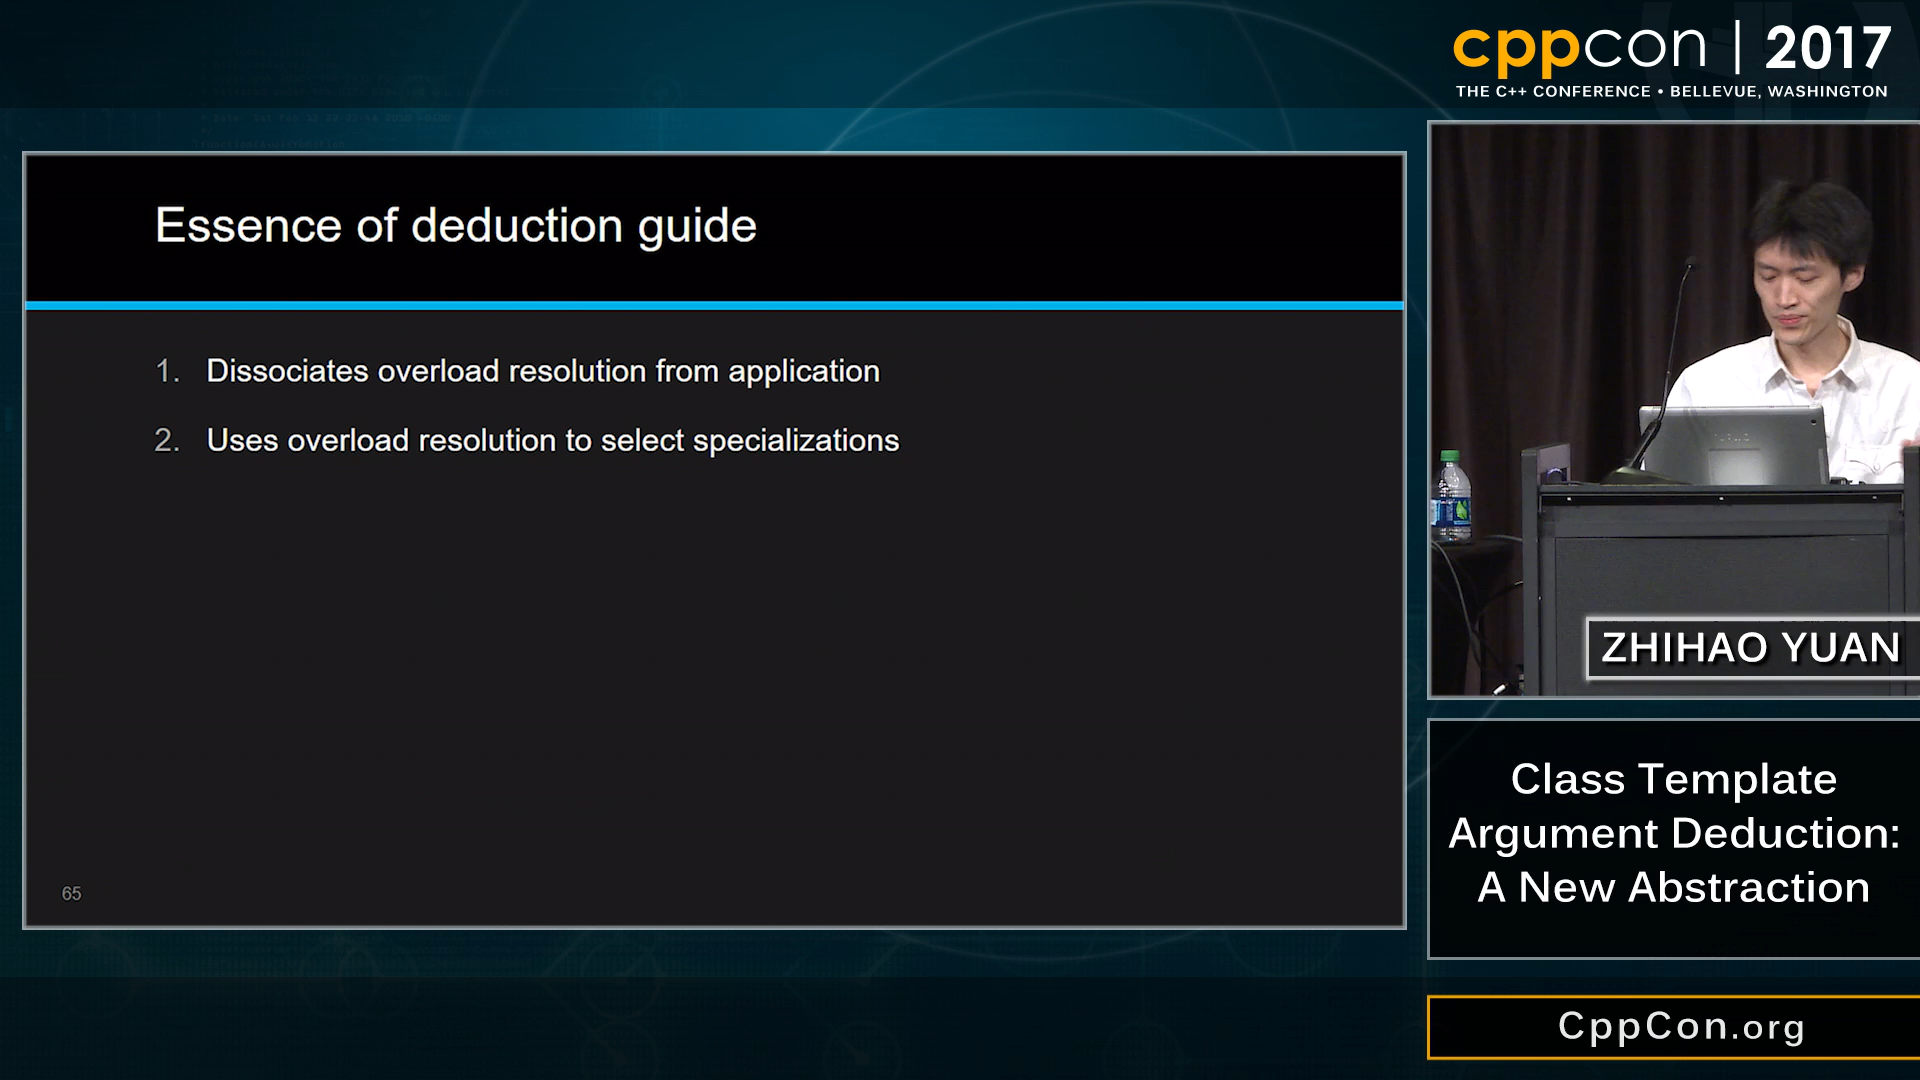 cppcon | 2017
THE C++ CONFERENCE • BELLEVUE, WASHINGTON
Essence of deduction guide
1. Dissociates overload resolution from application
2. Uses overload resolution to select specializations
65
ZHIHAO YUAN
Class Template
Argument Deduction:
A New Abstraction
CppCon.org